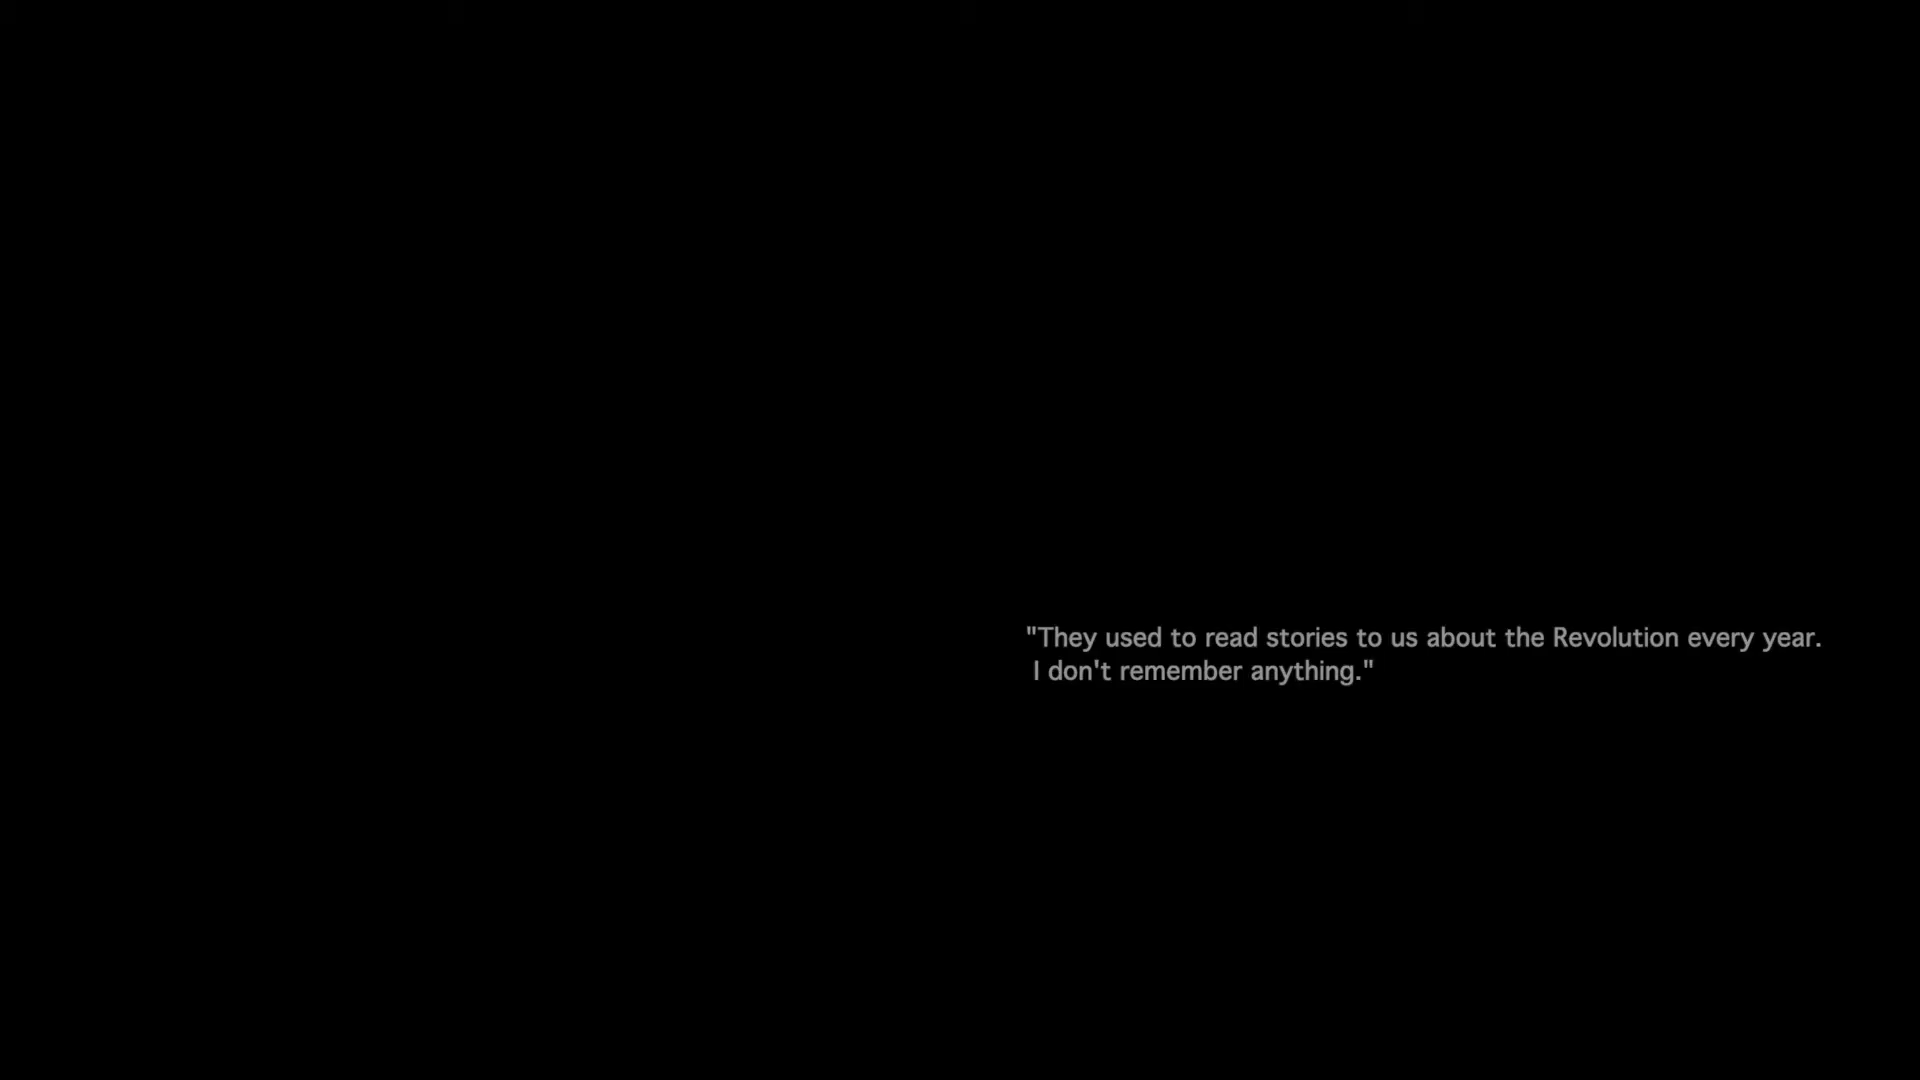 "They used to read stories to us about the Revolution every year.
I don't remember anything."